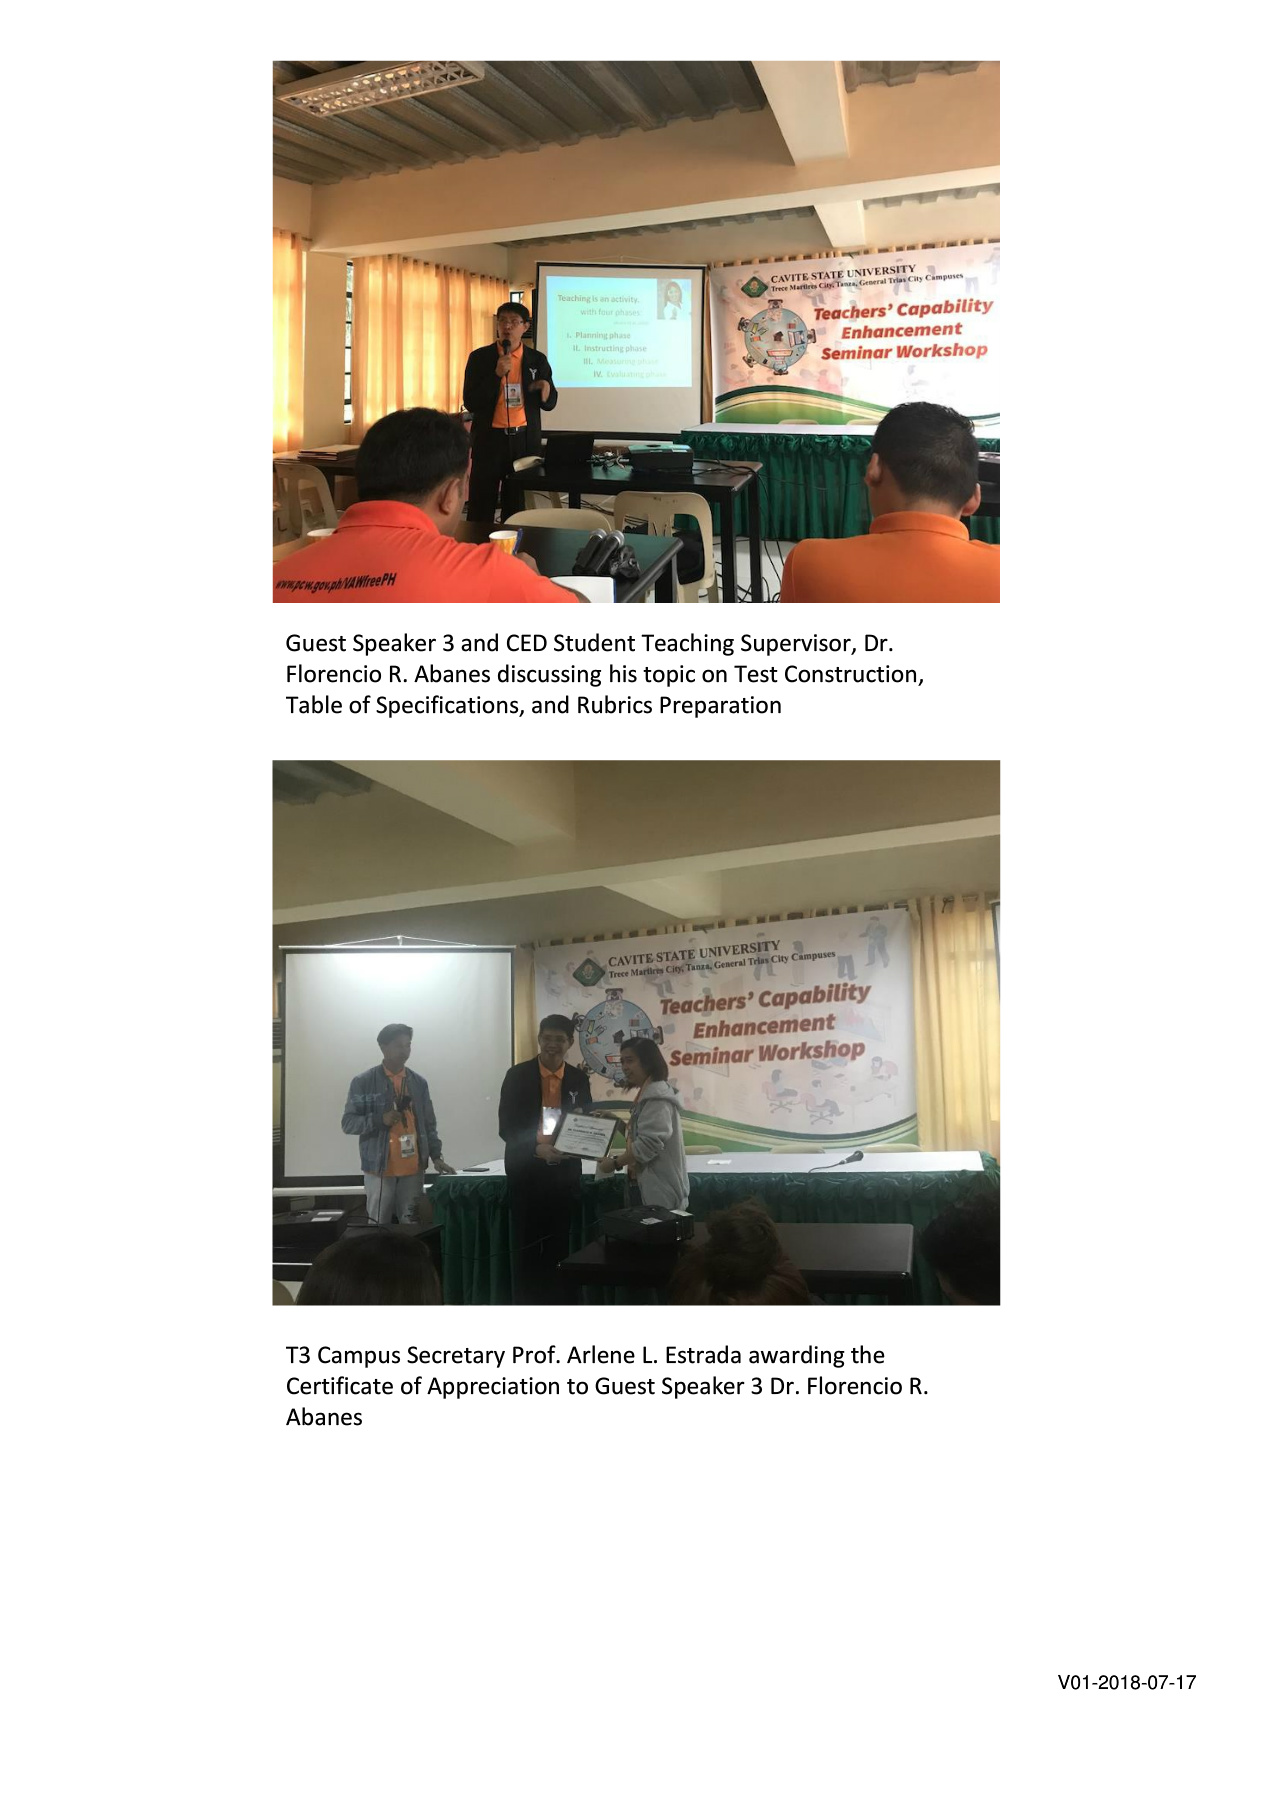 Teaching is an activity,
with four phases
I. Planning phase
II. Instructing phase
III. Measuring phase
IV. Evaluating phase
CAVITE STATE UNIVERSITY
Trece Martires City, Tanza, General Trias City Campuses
Teachers' Capability
Enhancement
Seminar Workshop
www.pcw.gov.ph/VAWfreePH
Guest Speaker 3 and CED Student Teaching Supervisor, Dr.
Florencio R. Abanes discussing his topic on Test Construction,
Table of Specifications, and Rubrics Preparation
CAVITE STATE UNIVERSITY
Trece Martires City, Tanza, General Trias City Campuses
Teachers' Capability
Enhancement
Seminar Workshop
acer
T3 Campus Secretary Prof. Arlene L. Estrada awarding the
Certificate of Appreciation to Guest Speaker 3 Dr. Florencio R.
Abanes
V01-2018-07-17